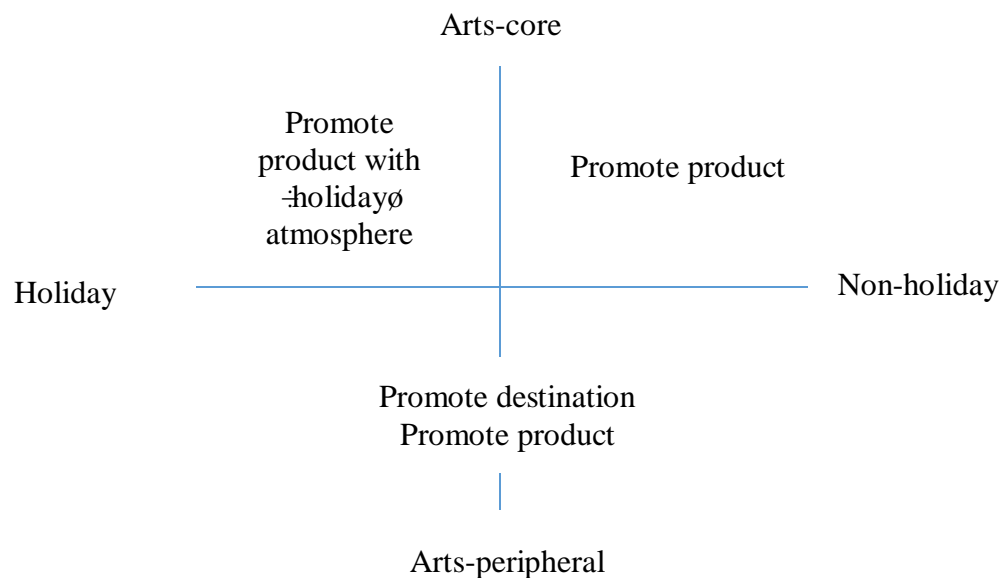 Arts-core
Promote
product with
÷holidayø
atmosphere
Promote product
Holiday
Non-holiday
Promote destination
Promote product
Arts-peripheral